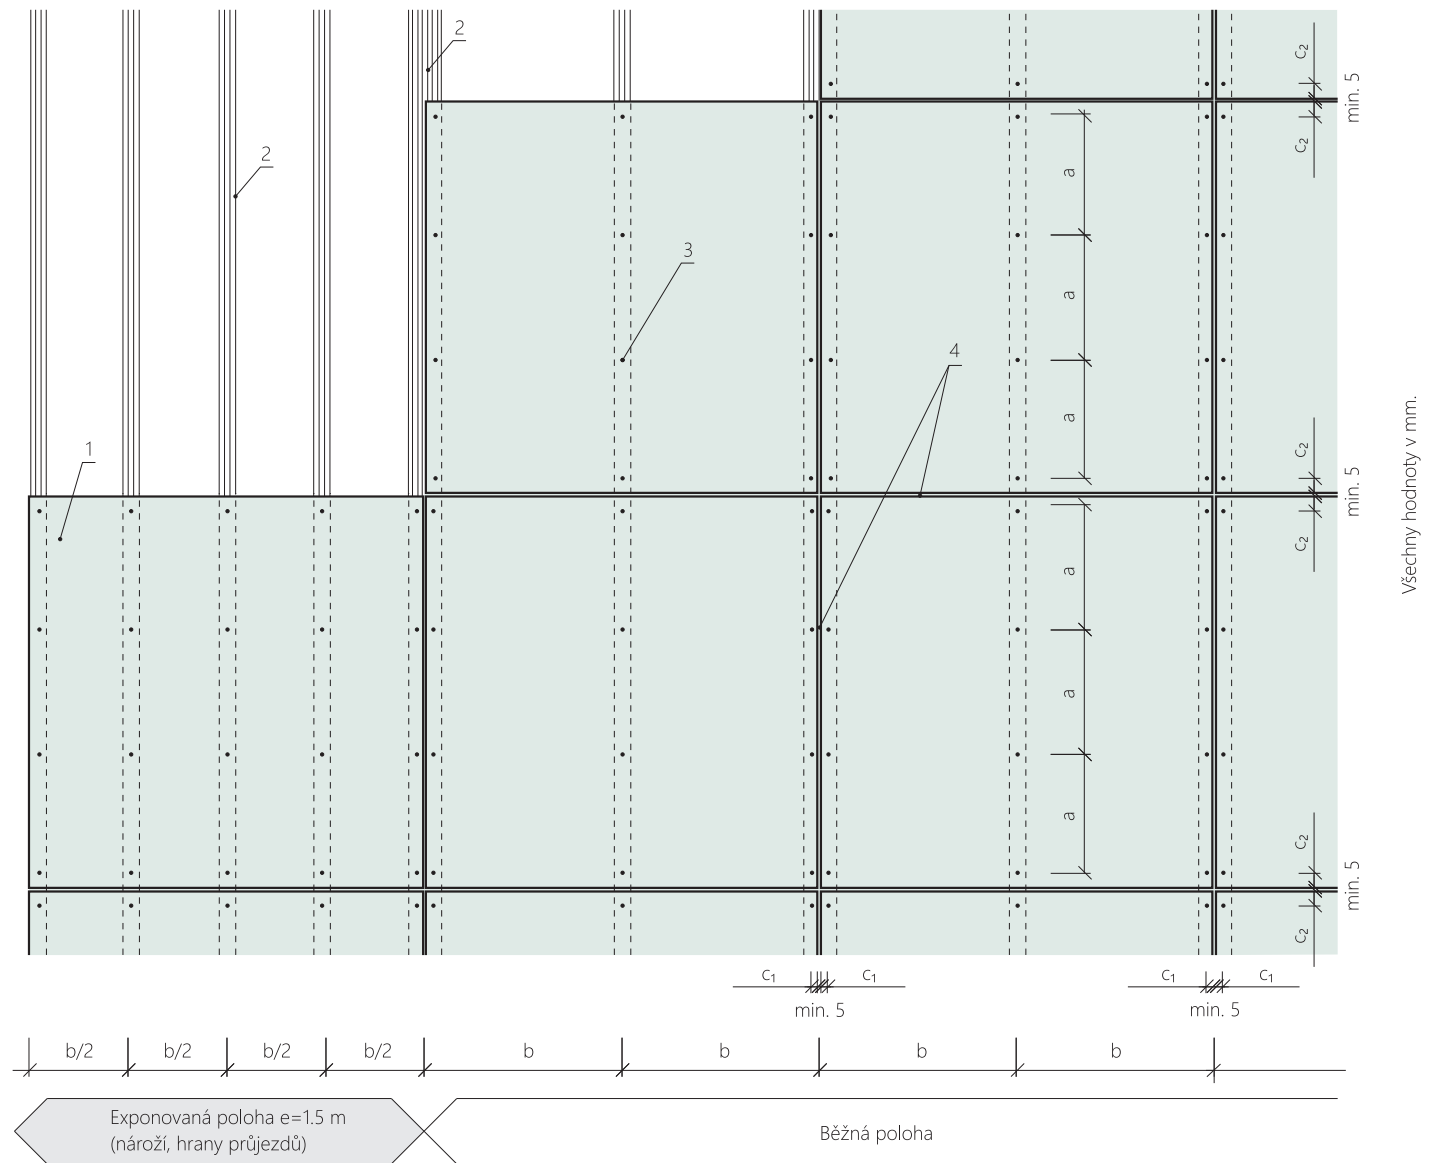 2
C₂
min. 5
C₂
2
a
3
a
4
a
1
C₂
min. 5
C₂
a
a
a
C₂
min. 5
C₂
Všechny hodnoty v mm.
C₁
C₁
C₁
C₁
min. 5
min. 5
b/2
b/2
b/2
b/2
b
b
b
b
Exponovaná poloha e=1.5 m
(nároží, hrany průjezdů)
Běžná poloha